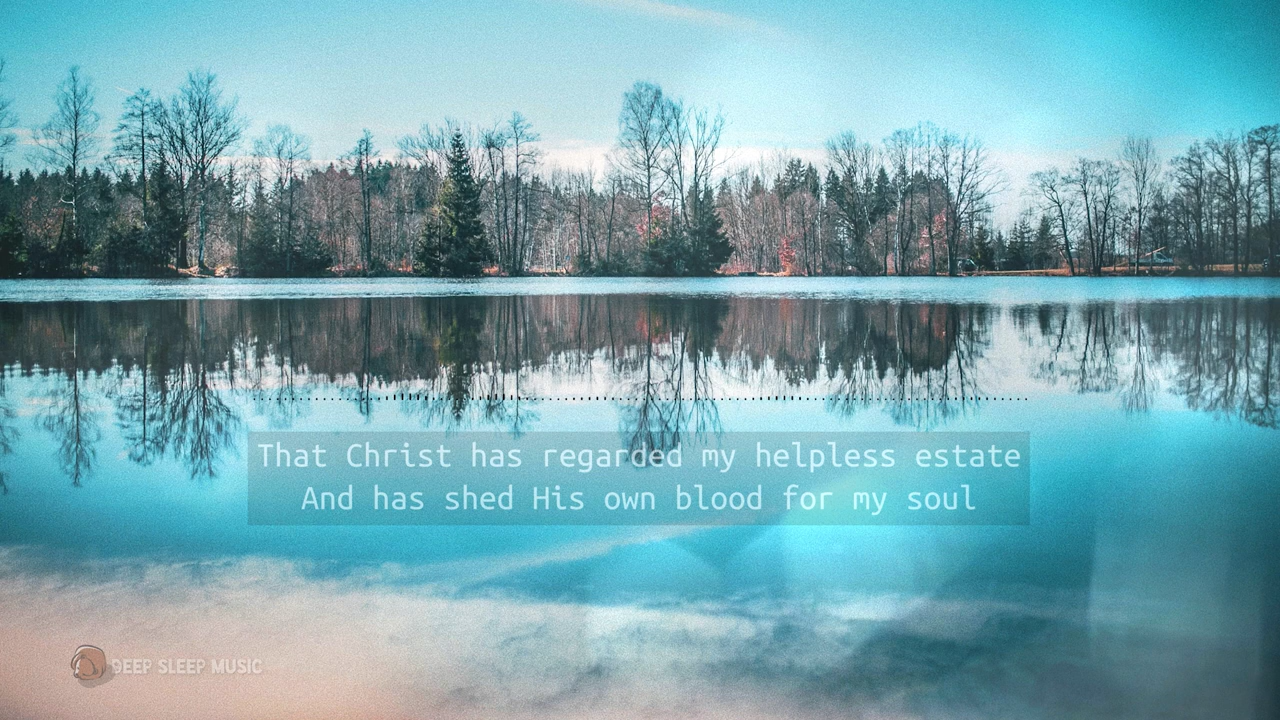 That Christ has regarded my helpless estate
And has shed His own blood for my soul
DEEP SLEEP MUSIC